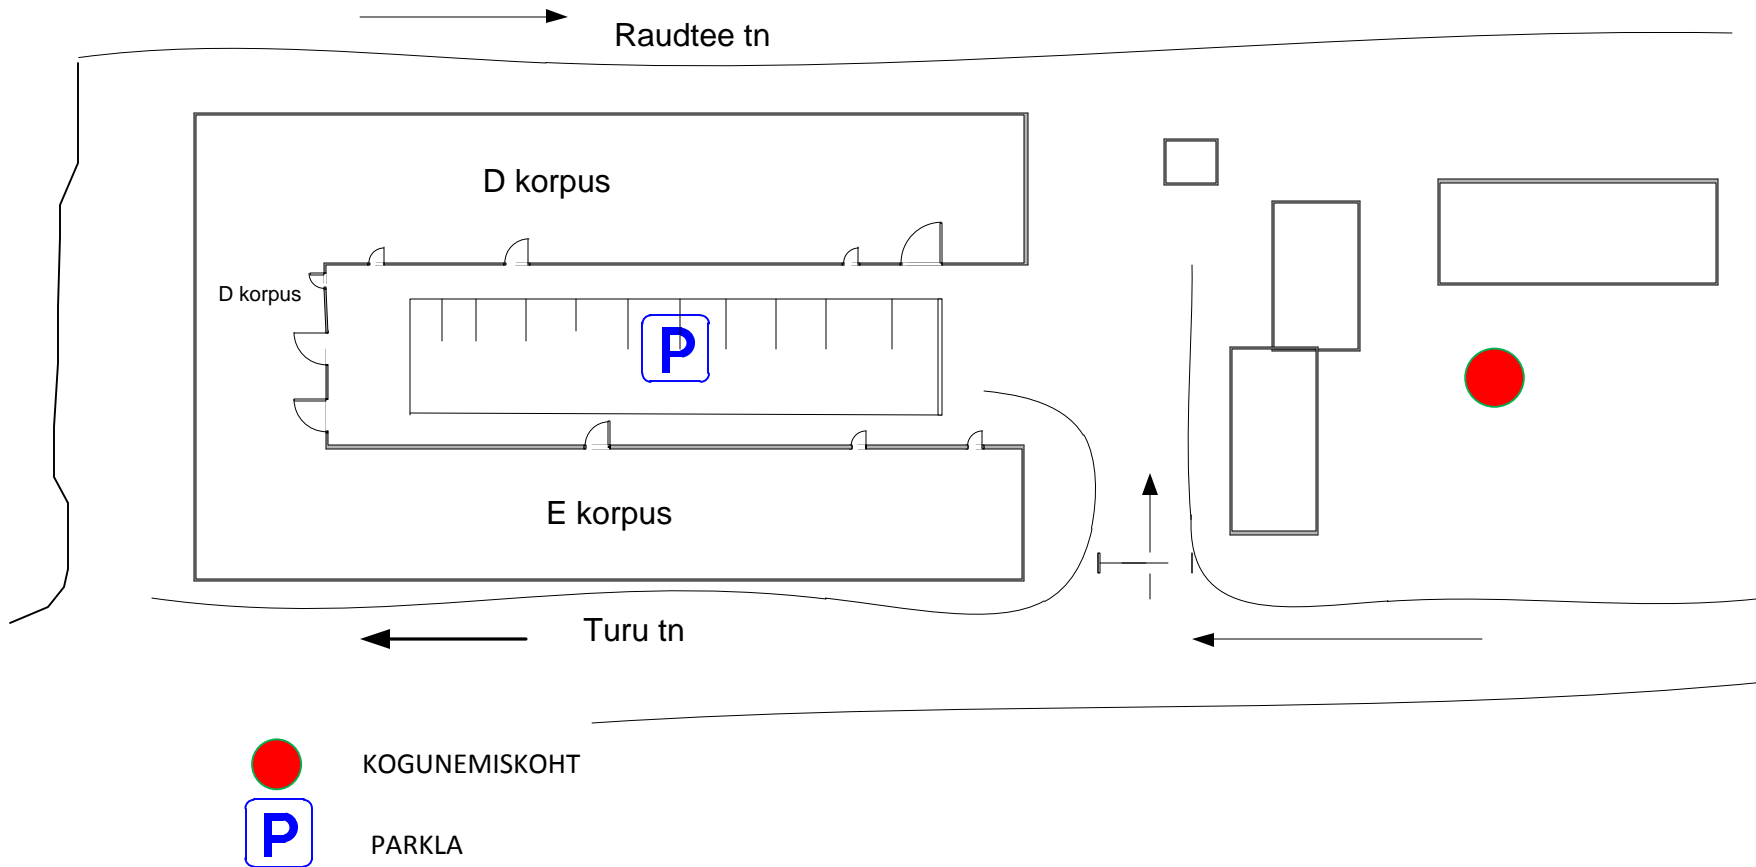 Raudtee tn
D korpus
D korpus
P
E korpus
Turu tn
KOGUNEMISKOHT
P
PARKLA